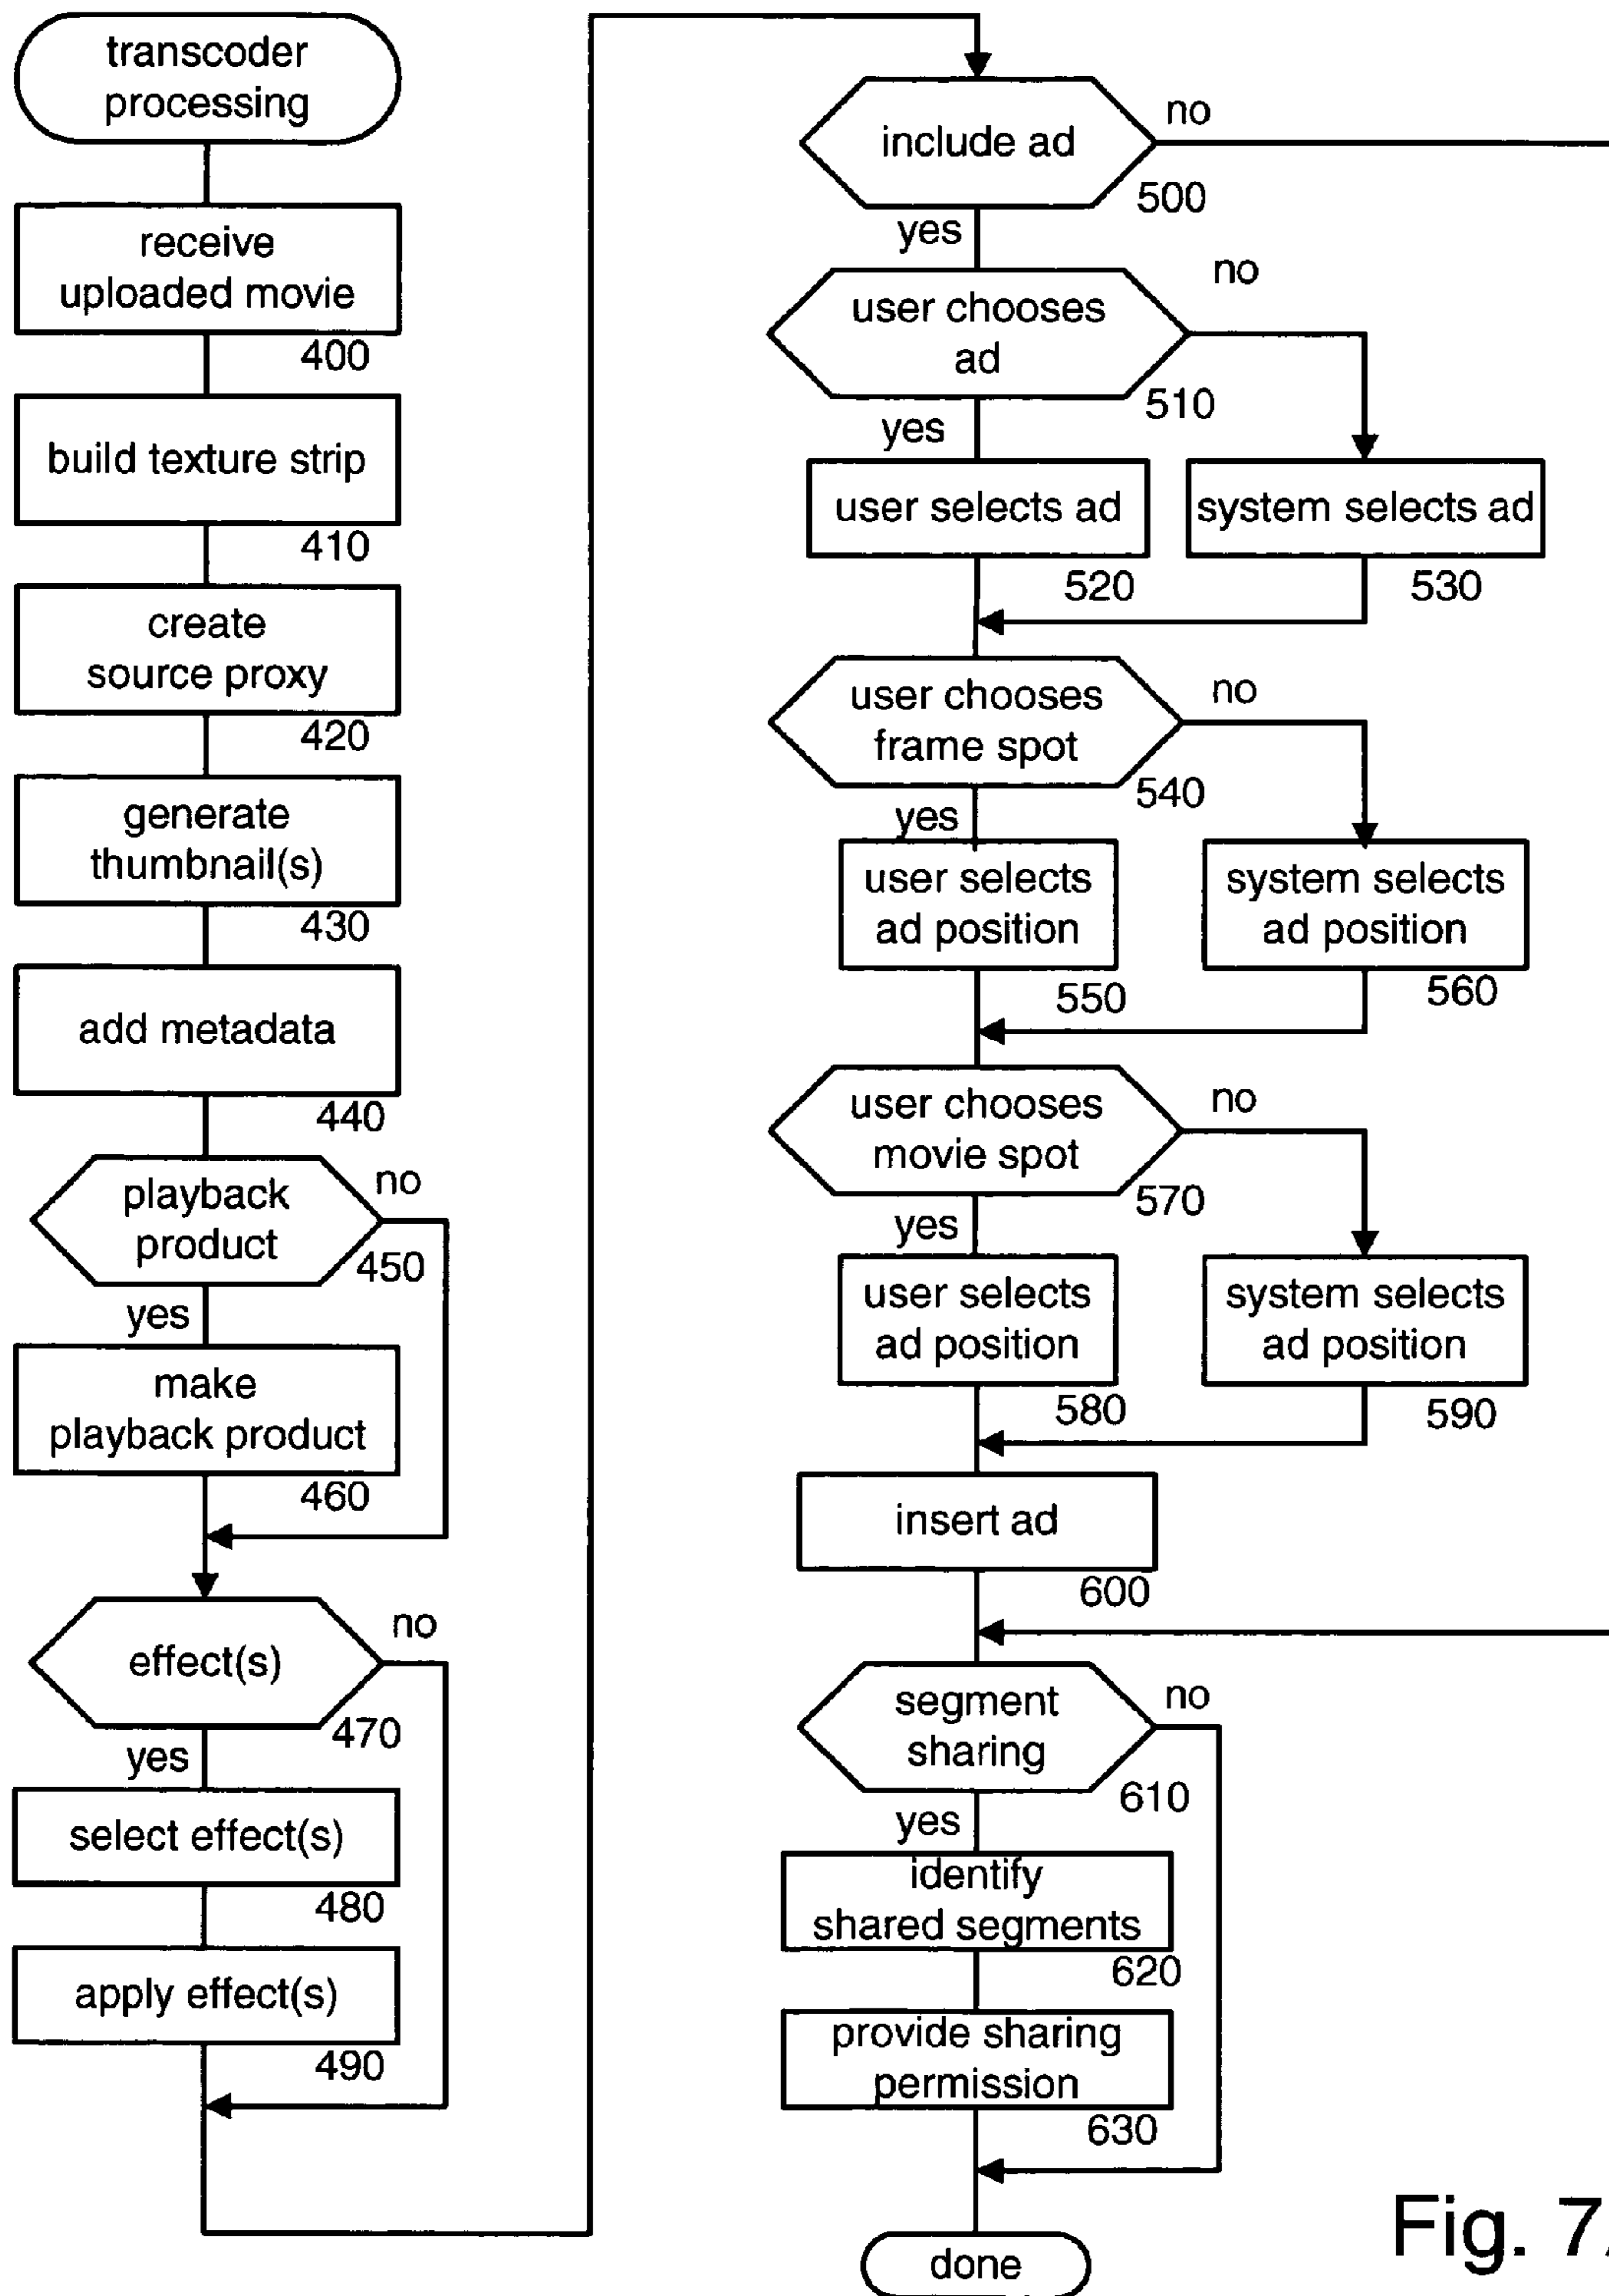 transcoder
processing
receive
uploaded movie
400
build texture strip
410
create
source proxy
420
generate
thumbnail(s)
430
add metadata
440
playback
product
no
450
yes
make
playback product
460
effect(s)
no
470
yes
select effect(s)
480
apply effect(s)
490
include ad
no
500
yes
user chooses
ad
no
510
yes
user selects ad
520
system selects ad
530
user chooses
frame spot
no
540
yes
user selects
ad position
550
system selects
ad position
560
user chooses
movie spot
no
570
yes
user selects
ad position
580
system selects
ad position
590
insert ad
600
segment
sharing
no
610
yes
identify
shared segments
620
provide sharing
permission
630
done
Fig.